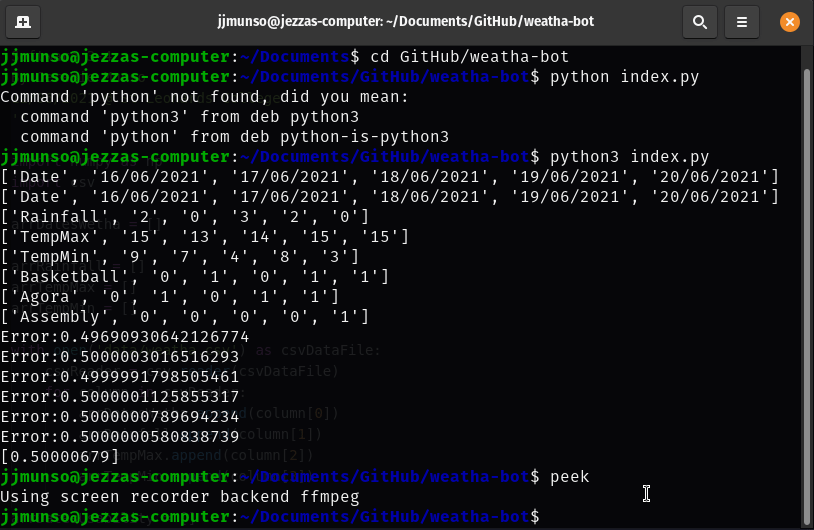 jjmunso@jezzas-computer: ~/Documents/GitHub/weatha-bot
jjmunso@jezzas-computer:~/Documents$ cd GitHub/weatha-bot
jjmunso@jezzas-computer:~/Documents/GitHub/weatha-bot$ python index.py
Command 'python' not found, did you mean:
  command 'python3' from deb python3
  command 'python' from deb python-is-python3
jjmunso@jezzas-computer:~/Documents/GitHub/weatha-bot$ python3 index.py
['Date', '16/06/2021', '17/06/2021', '18/06/2021', '19/06/2021', '20/06/2021']
['Date', '16/06/2021', '17/06/2021', '18/06/2021', '19/06/2021', '20/06/2021']
['Rainfall', '2', '0', '3', '2', '0']
['TempMax', '15', '13', '14', '15', '15']
['TempMin', '9', '7', '4', '8', '3']
['Basketball', '0', '1', '0', '1', '1']
['Agora', '0', '1', '0', '1', '1']
['Assembly', '0', '0', '0', '0', '1']
Error:0.49690930642126774
Error:0.5000003016516293
Error:0.4999991798505461
Error:0.5000001125855317
Error:0.5000000789694234
Error:0.5000000580838739
[0.50000679]
jjmunso@jezzas-computer:~/Documents/GitHub/weatha-bot$ peek
Using screen recorder backend ffmpeg
jjmunso@jezzas-computer:~/Documents/GitHub/weatha-bot$